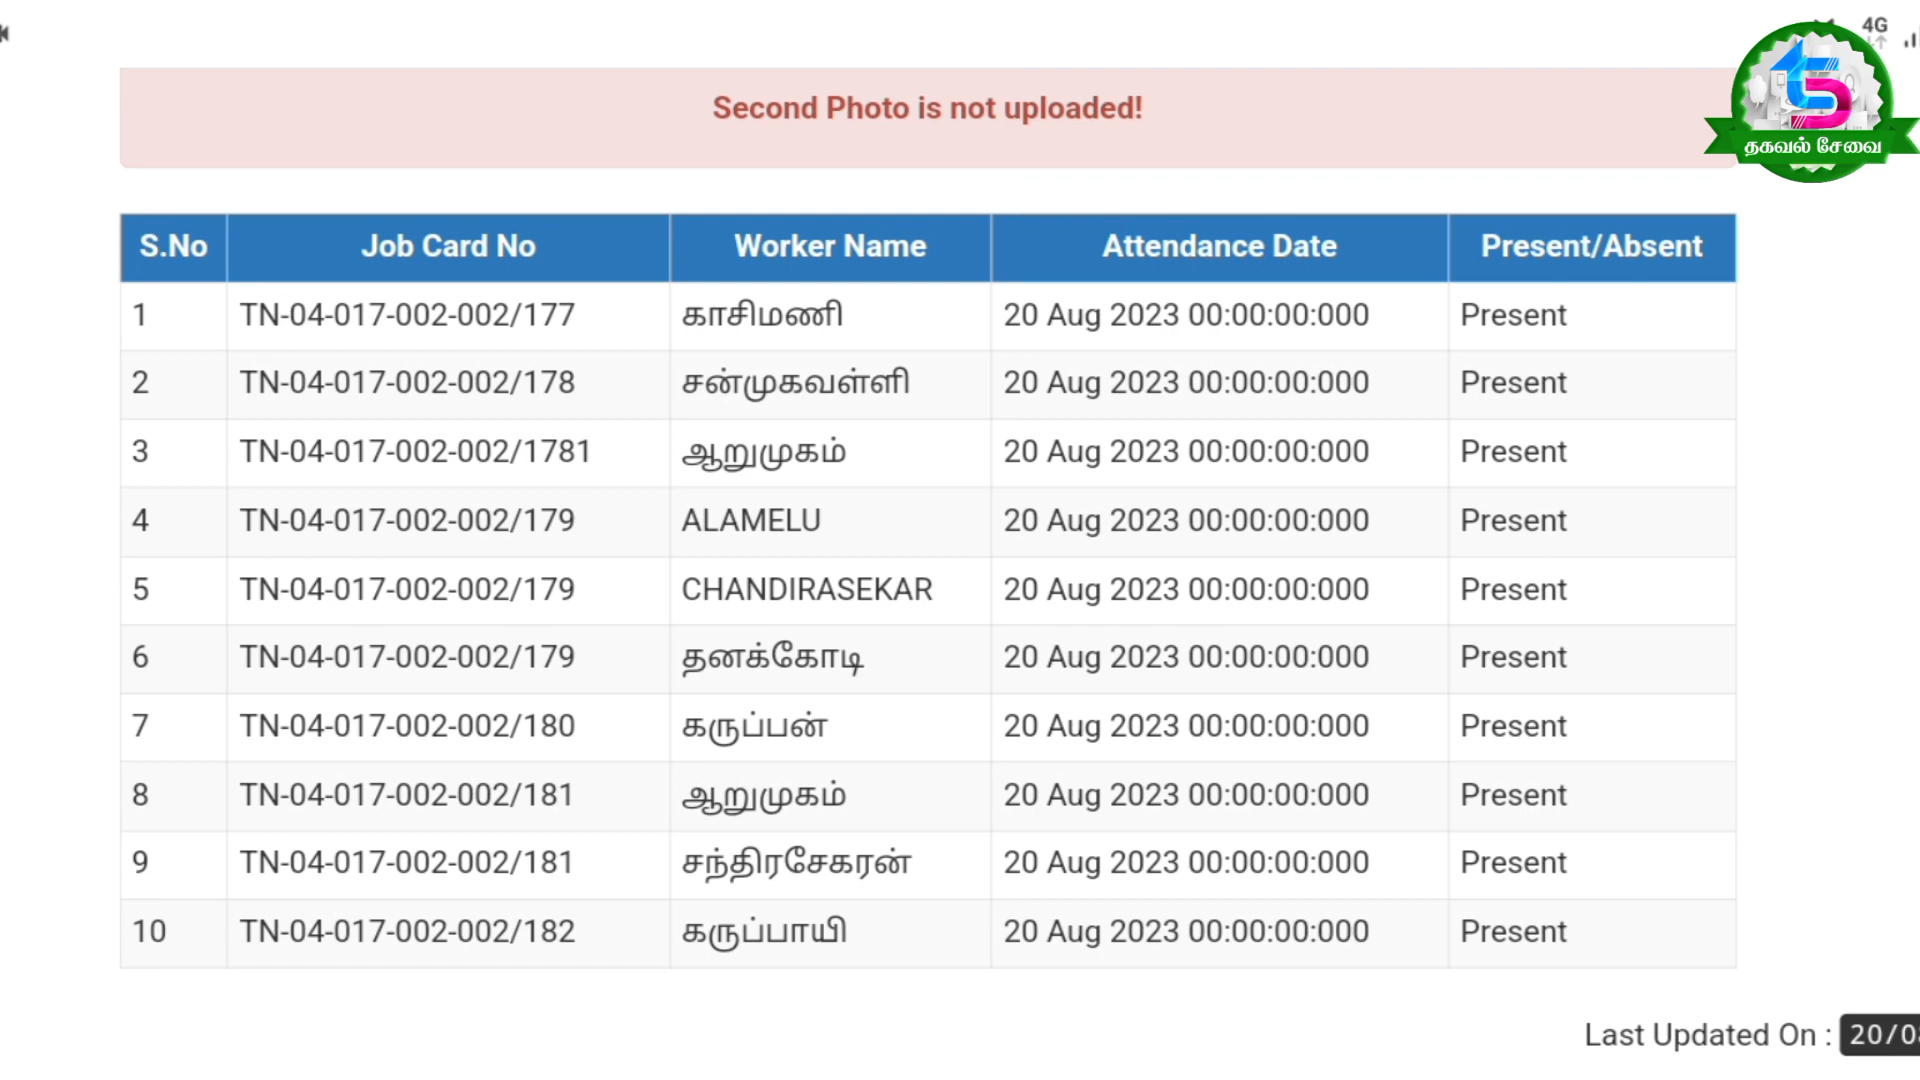 4G
தகவல் சேவை
Second Photo is not uploaded!
S.No Job Card No Worker Name Attendance Date Present/Absent
1 TN-04-017-002-002/177 காசிமணி 20 Aug 2023 00:00:00:000 Present
2 TN-04-017-002-002/178 சன்முகவள்ளி 20 Aug 2023 00:00:00:000 Present
3 TN-04-017-002-002/1781 ஆறுமுகம் 20 Aug 2023 00:00:00:000 Present
4 TN-04-017-002-002/179 ALAMELU 20 Aug 2023 00:00:00:000 Present
5 TN-04-017-002-002/179 CHANDIRASEKAR 20 Aug 2023 00:00:00:000 Present
6 TN-04-017-002-002/179 தனக்கோடி 20 Aug 2023 00:00:00:000 Present
7 TN-04-017-002-002/180 கருப்பன் 20 Aug 2023 00:00:00:000 Present
8 TN-04-017-002-002/181 ஆறுமுகம் 20 Aug 2023 00:00:00:000 Present
9 TN-04-017-002-002/181 சந்திரசேகரன் 20 Aug 2023 00:00:00:000 Present
10 TN-04-017-002-002/182 கருப்பாயி 20 Aug 2023 00:00:00:000 Present
Last Updated On : 20/0